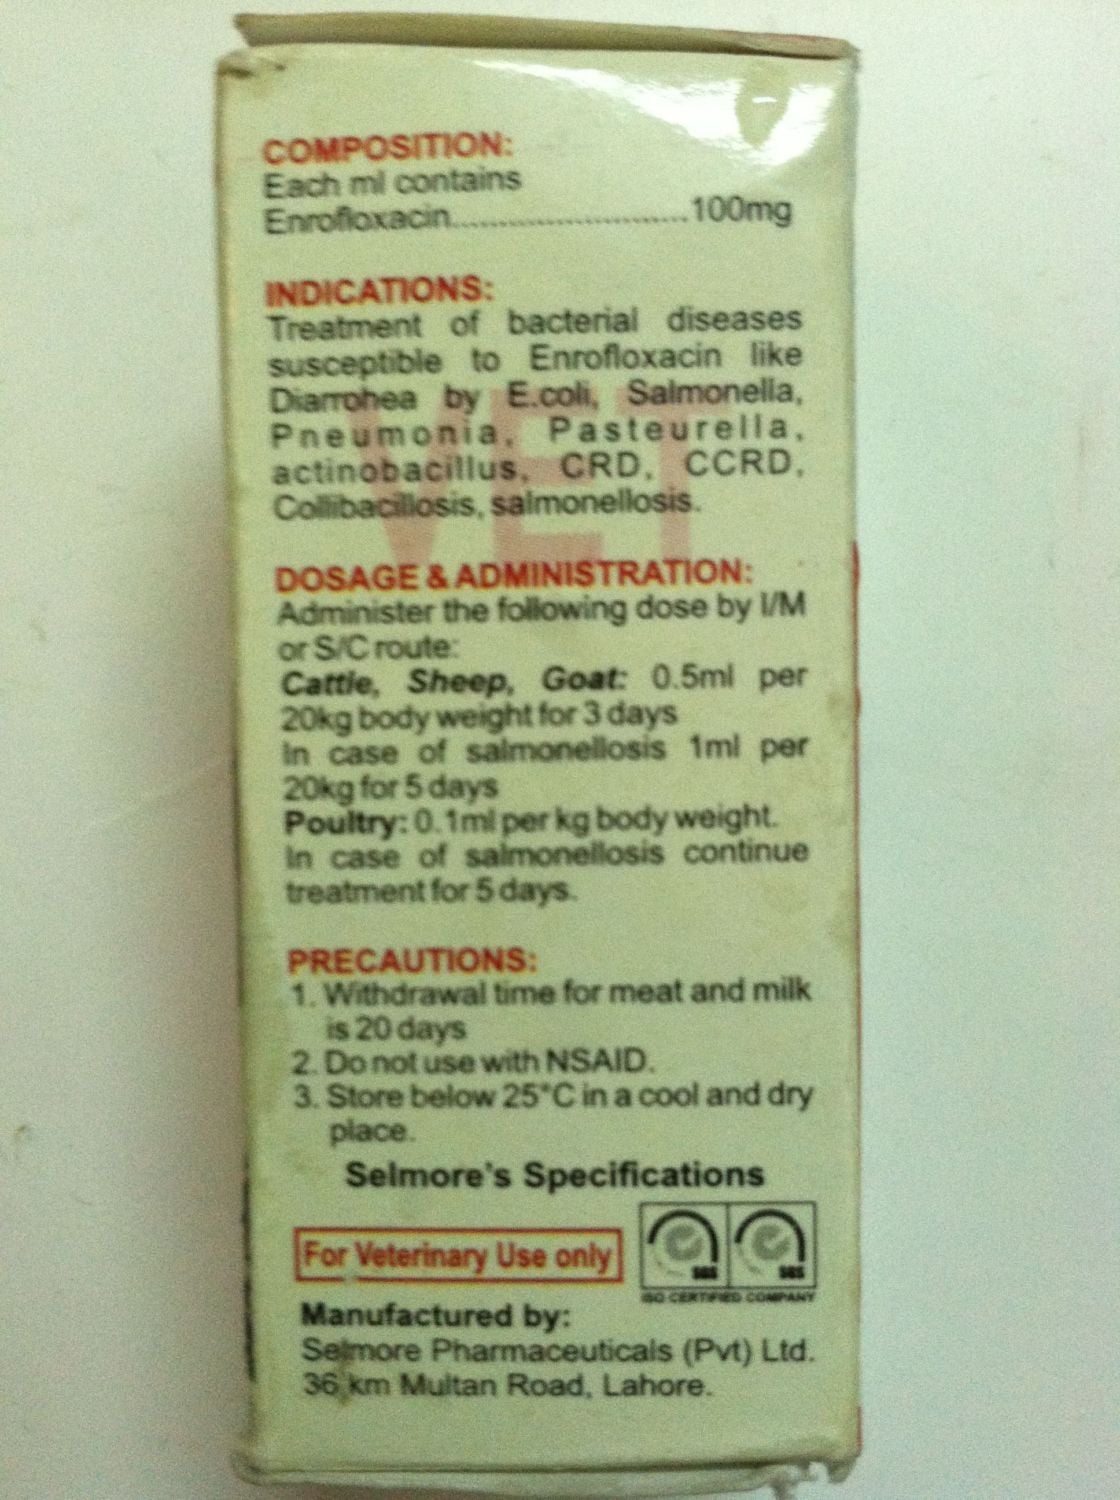 COMPOSITION:
Each ml contains
Enrofloxacin..........................100mg
INDICATIONS:
Treatment of bacterial diseases
susceptible to Enrofloxacin like
Diarrohea by E.coli, Salmonella,
Pneumonia, Pasteurella,
actinobacillus, CRD, CCRD,
Collibacillosis, salmonellosis.
VET
DOSAGE & ADMINISTRATION:
Administer the following dose by I/M
or S/C route:
Cattle, Sheep, Goat: 0.5ml per
20kg body weight for 3 days
In case of salmonellosis 1ml per
20kg for 5 days
Poultry: 0.1ml per kg body weight.
In case of salmonellosis continue
treatment for 5 days.
PRECAUTIONS:
1. Withdrawal time for meat and milk
is 20 days
2. Do not use with NSAID.
3. Store below 25°C in a cool and dry
place.
Selmore's Specifications
For Veterinary Use only
SGS SGS
ISO CERTIFIED COMPANY
Manufactured by:
Selmore Pharmaceuticals (Pvt) Ltd.
36 km Multan Road, Lahore.